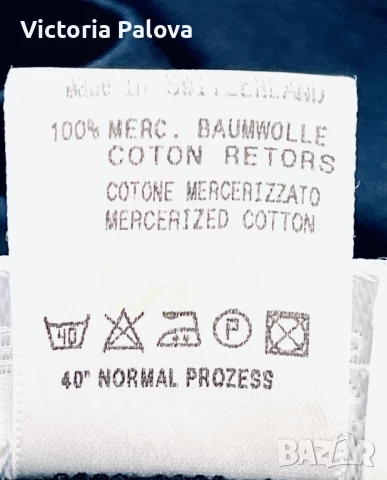 Victoria Palova
Made in SWITZERLAND
100% MERC. BAUMWOLLE
COTON RETORS
COTONE MERCERIZZATO
MERCERIZED COTTON
40 P
40° NORMAL PROZESS
BAZAR